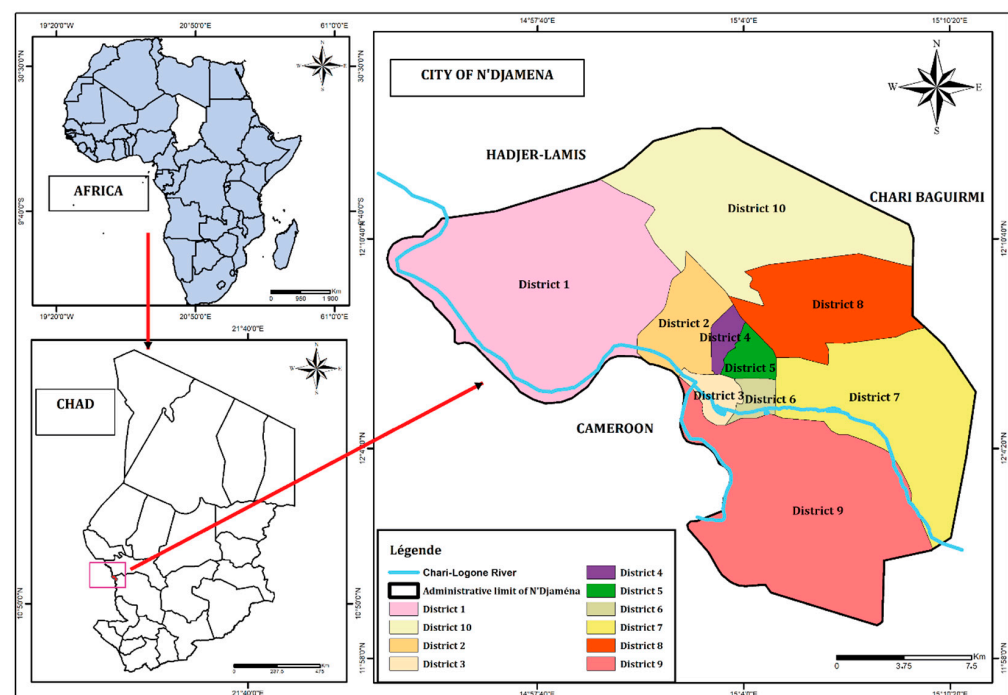 19°20'0"W
20°50'0"E
61°0'0"E
30°30'0"N
9°40'0"S
N
W
E
S
AFRICA
0 950 1 900 Km
19°20'0"W
20°50'0"E
61°0'0"E
21°40'0"E
CHAD
10°50'0"N
0 237.5 475 Km
21°40'0"E
14°57'40"E
15°4'0"E
15°10'20"E
CITY OF N'DJAMENA
N
W
E
S
HADJER-LAMIS
CHARI BAGUIRMI
District 10
District 1
District 8
District 2
District 4
District 5
District 3
District 6
District 7
CAMEROON
District 9
12°10'40"N
12°4'20"N
11°58'0"N
Légende
Chari-Logone River
Administrative limit of N'Djaména
District 1
District 10
District 2
District 3
District 4
District 5
District 6
District 7
District 8
District 9
0 3.75 7.5 Km
14°57'40"E
15°4'0"E
15°10'20"E